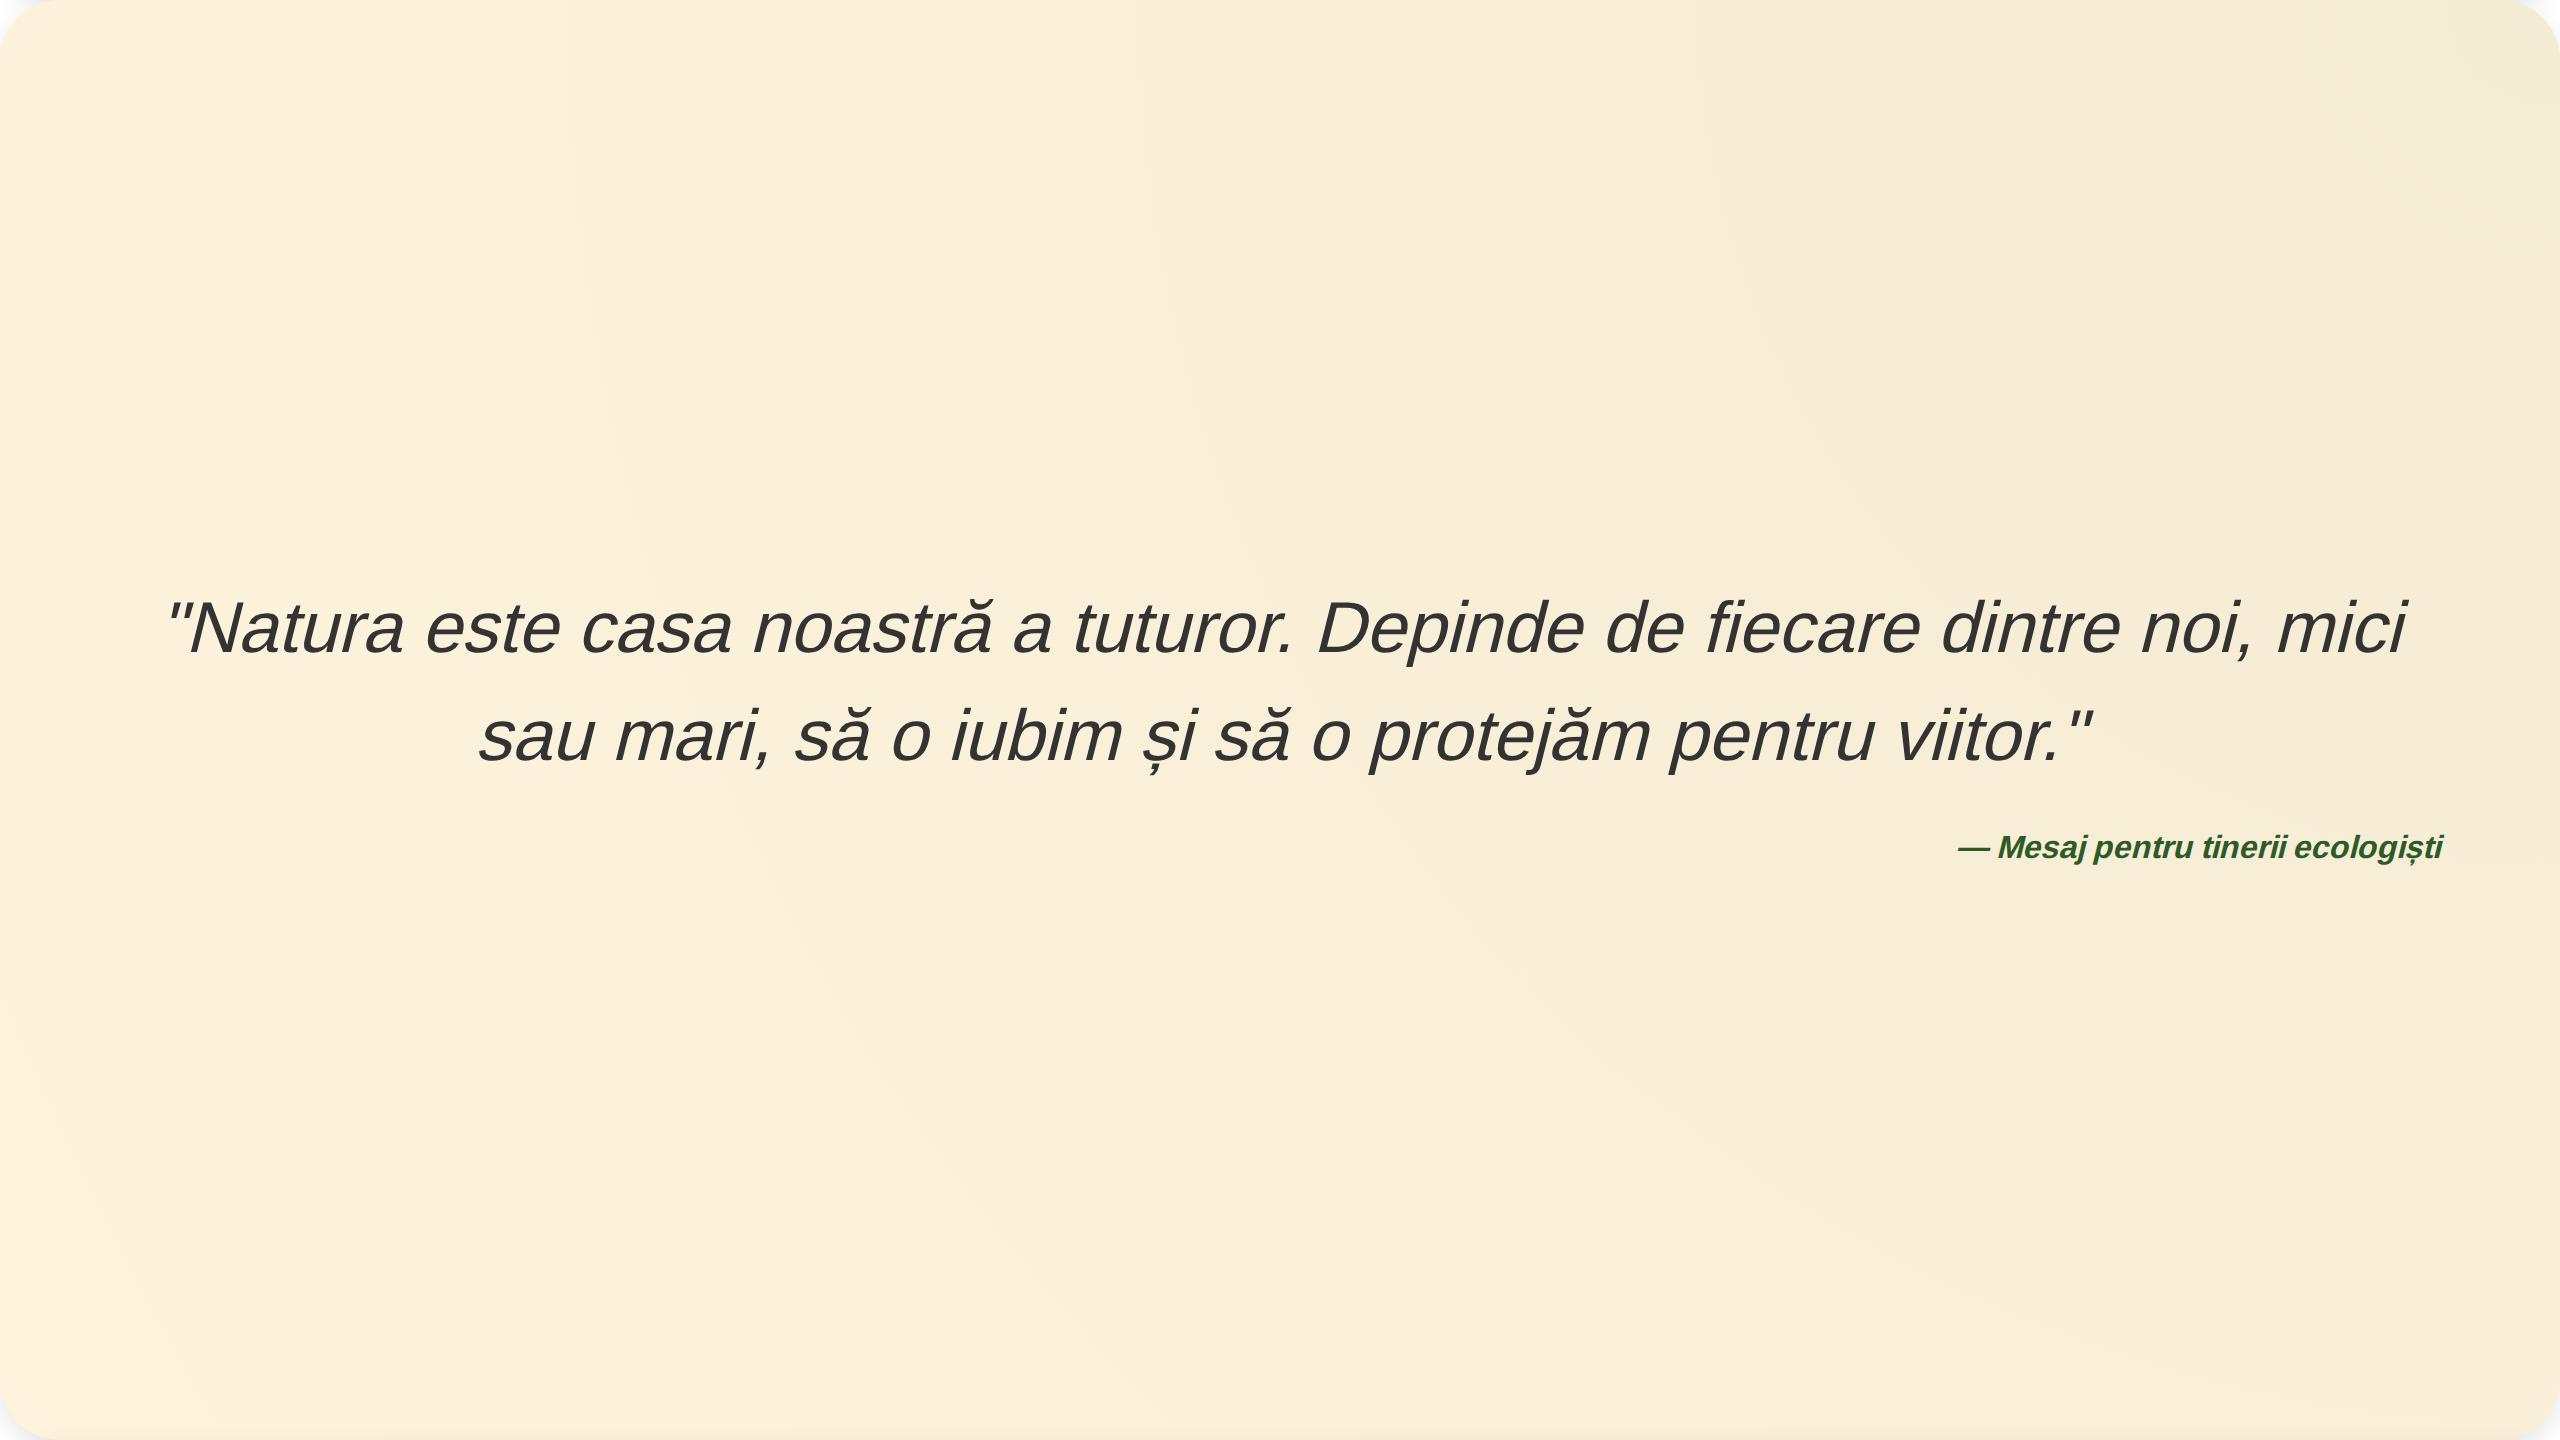 "Natura este casa noastră a tuturor. Depinde de fiecare dintre noi, mici
sau mari, să o iubim și să o protejăm pentru viitor."
— Mesaj pentru tinerii ecologiști